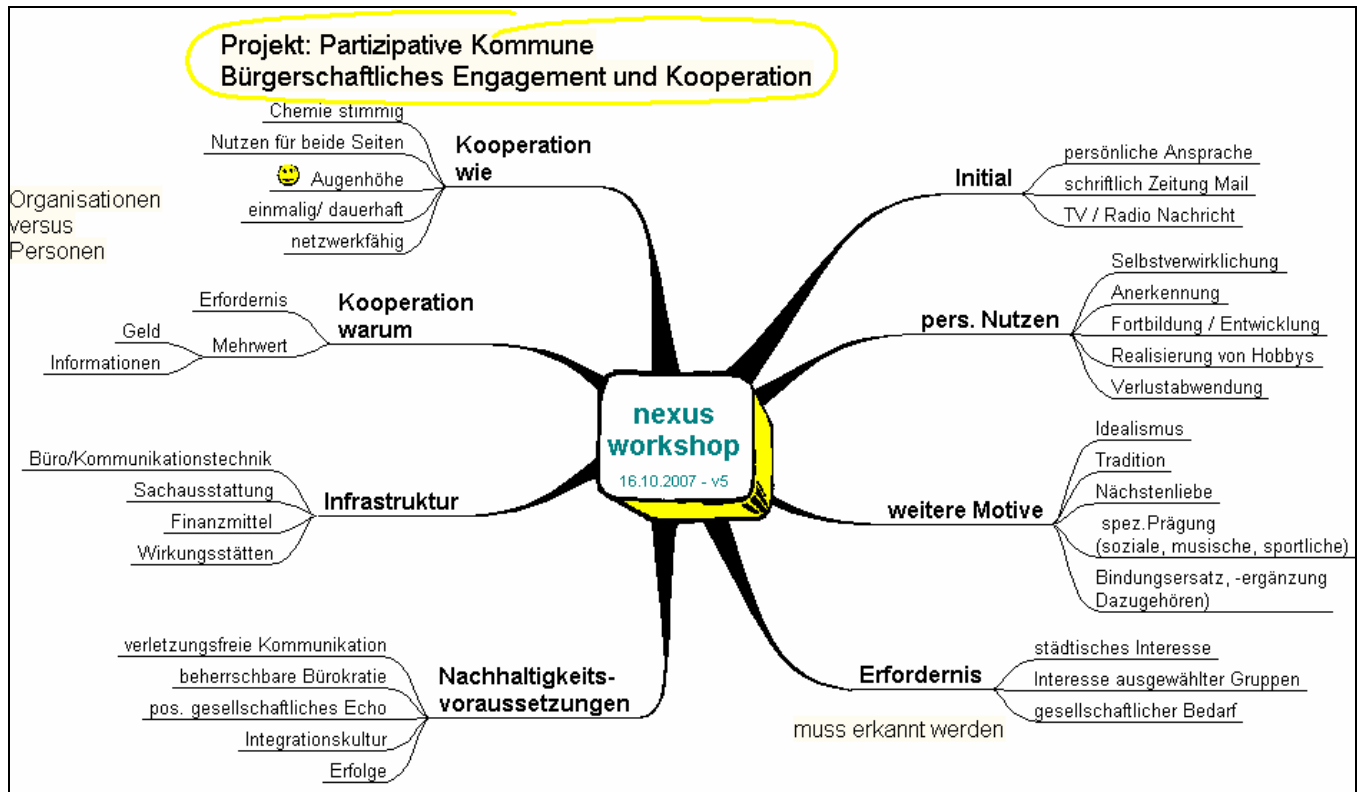 Projekt: Partizipative Kommune
Bürgerschaftliches Engagement und Kooperation
Organisationen
versus
Personen
Kooperation
wie
Chemie stimmig
Nutzen für beide Seiten
Augenhöhe
einmalig/ dauerhaft
netzwerkfähig
Kooperation
warum
Erfordernis
Mehrwert
Geld
Informationen
Infrastruktur
Büro/Kommunikationstechnik
Sachausstattung
Finanzmittel
Wirkungsstätten
Nachhaltigkeits-
voraussetzungen
verletzungsfreie Kommunikation
beherrschbare Bürokratie
pos. gesellschaftliches Echo
Integrationskultur
Erfolge
nexus
workshop
16.10.2007 - v5
Initial
persönliche Ansprache
schriftlich Zeitung Mail
TV / Radio Nachricht
pers. Nutzen
Selbstverwirklichung
Anerkennung
Fortbildung / Entwicklung
Realisierung von Hobbys
Verlustabwendung
weitere Motive
Idealismus
Tradition
Nächstenliebe
spez.Prägung
(soziale, musische, sportliche)
Bindungsersatz, -ergänzung
Dazugehören)
Erfordernis
städtisches Interesse
Interesse ausgewählter Gruppen
gesellschaftlicher Bedarf
muss erkannt werden